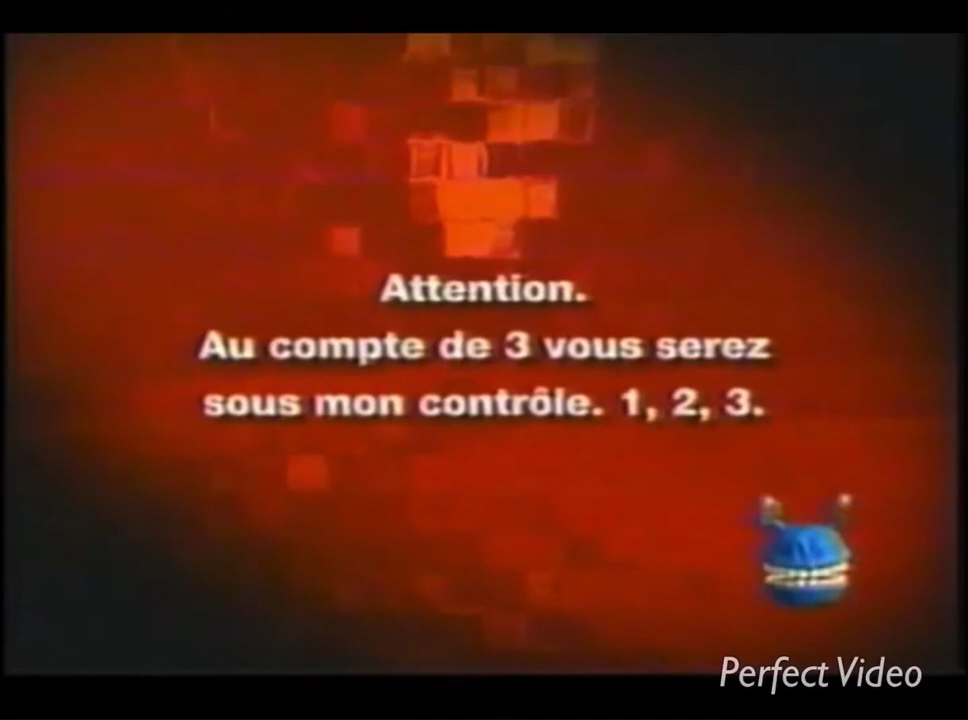 Attention.
Au compte de 3 vous serez
sous mon contrôle. 1, 2, 3.
Perfect Video